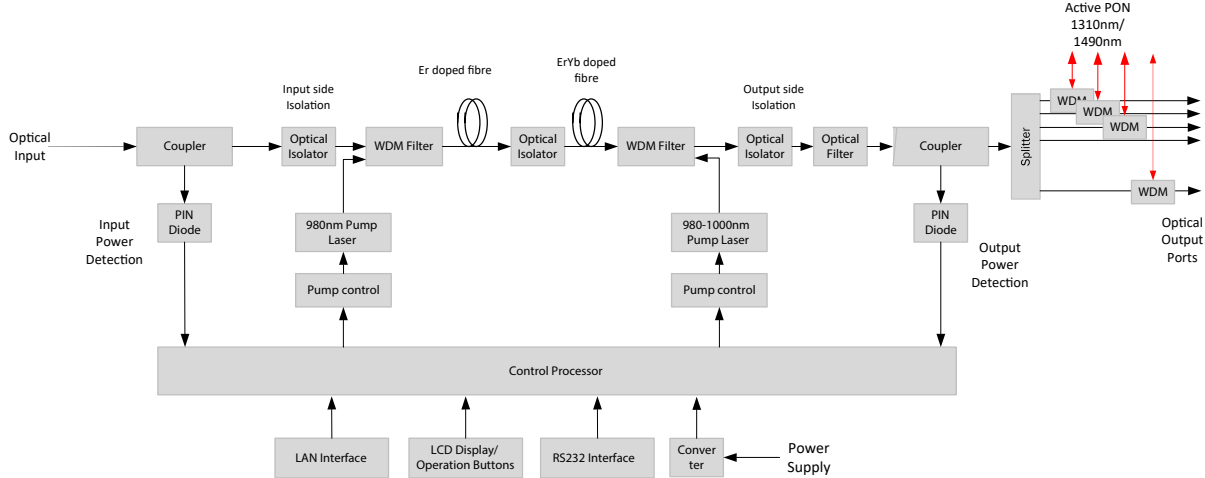 Active PON
1310nm/
1490nm
Er doped fibre
ErYb doped
fibre
Input side
Isolation
Output side
Isolation
Optical
Input
Coupler
Optical
Isolator
WDM Filter
Optical
Isolator
WDM Filter
Optical
Isolator
Optical
Filter
Coupler
Splitter
WDM
WDM
WDM
WDM
Input
Power
Detection
PIN
Diode
980nm Pump
Laser
980-1000nm
Pump Laser
PIN
Diode
Output
Power
Detection
Optical
Output
Ports
Pump control
Pump control
Control Processor
LAN Interface
LCD Display/
Operation Buttons
RS232 Interface
Conver
ter
Power
Supply